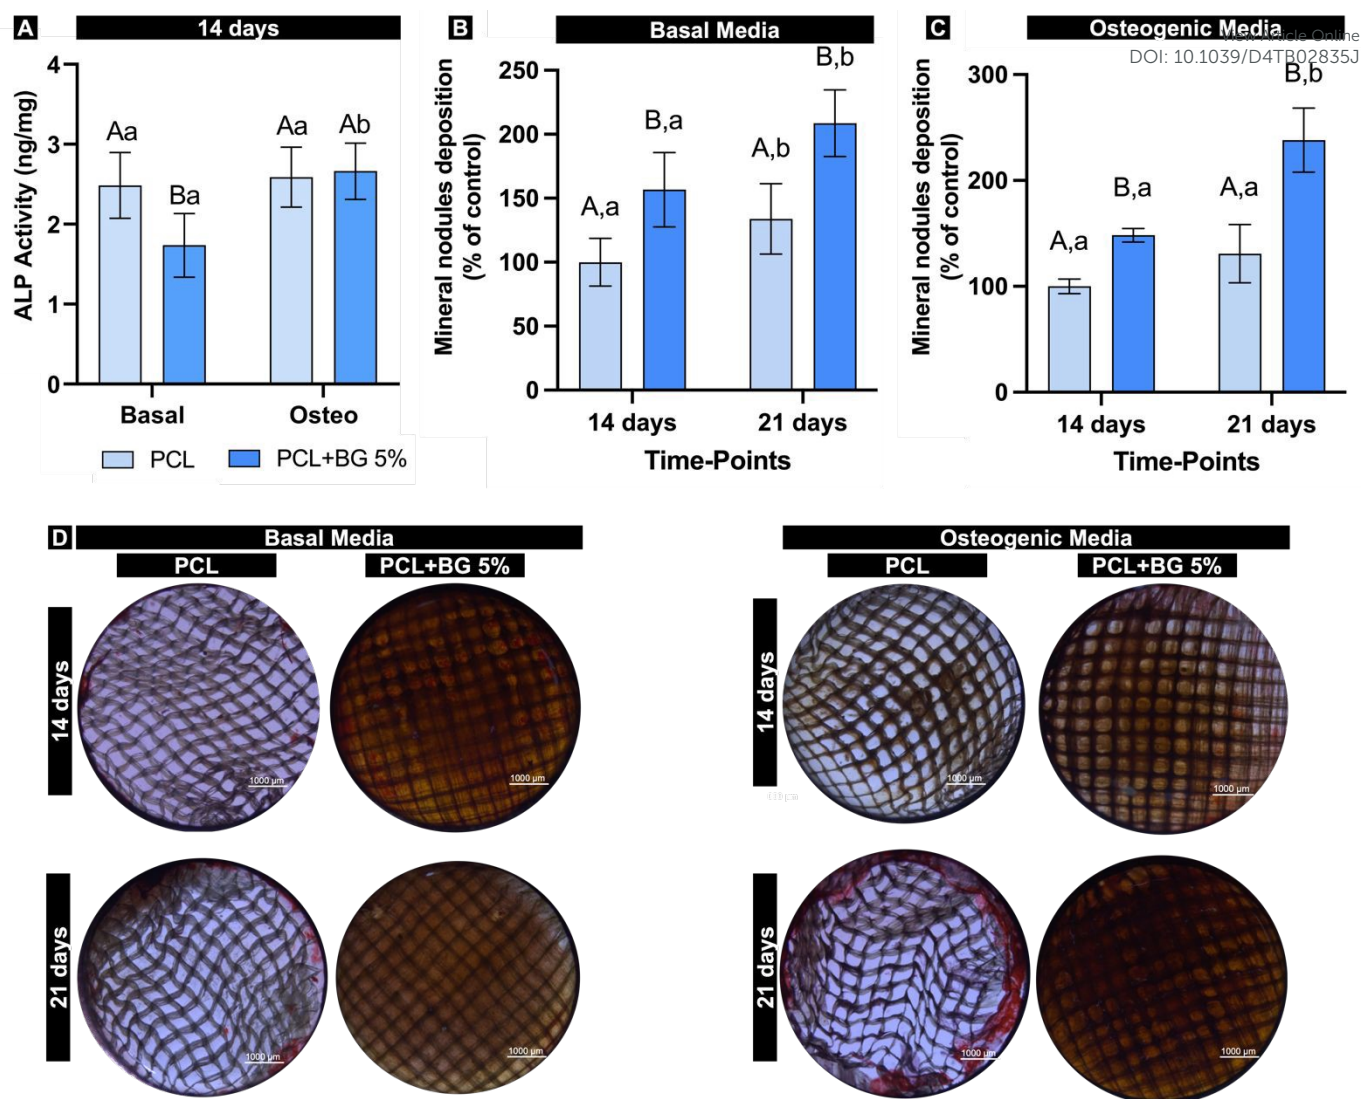 A 14 days
ALP Activity (ng/mg)
4
3
2
1
0
Aa
Ba
Aa
Ab
Basal Osteo
PCL PCL+BG 5%
B Basal Media
Mineral nodules deposition
(% of control)
250
200
150
100
50
0
A,a
B,a
A,b
B,b
14 days 21 days
Time-Points
C Osteogenic Media
View Article Online
DOI: 10.1039/D4TB02835J
Mineral nodules deposition
(% of control)
300
200
100
0
A,a
B,a
A,a
B,b
14 days 21 days
Time-Points
D Basal Media
PCL PCL+BG 5%
14 days
1000 µm
1000 µm
21 days
1000 µm
1000 µm
Osteogenic Media
PCL PCL+BG 5%
14 days
1000 µm
1000 µm
21 days
1000 µm
1000 µm